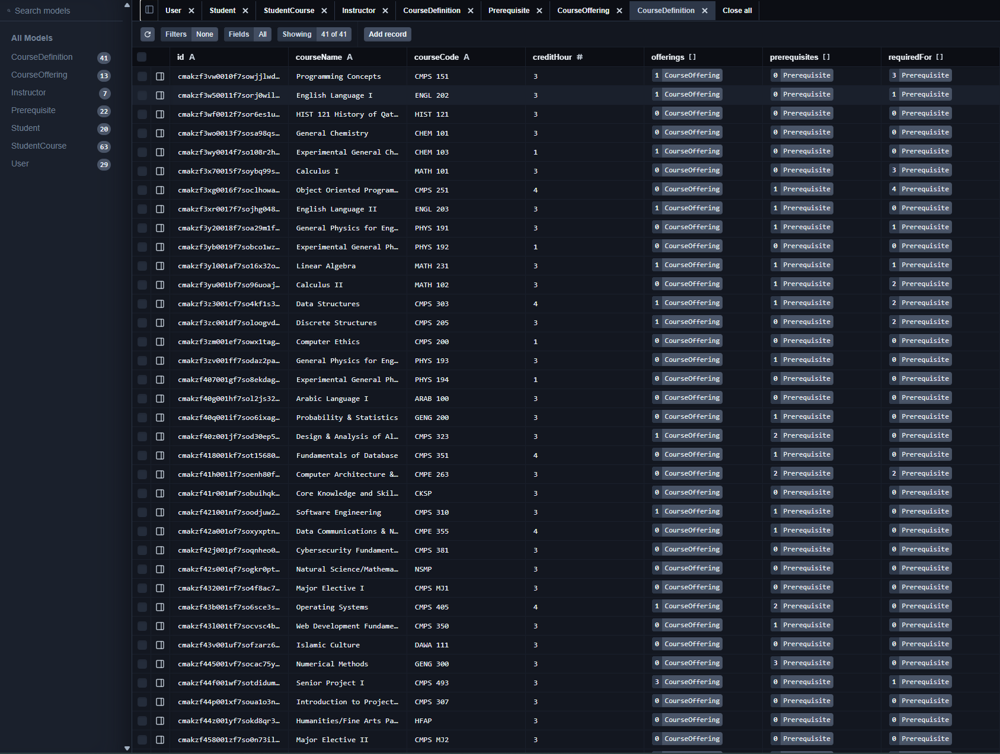 Search models
User ✕ Student ✕ StudentCourse ✕ Instructor ✕ CourseDefinition ✕ Prerequisite ✕ CourseOffering ✕ CourseDefinition ✕ Close all
Filters None Fields All Showing 41 of 41 Add record
All Models
CourseDefinition 41
CourseOffering 13
Instructor 7
Prerequisite 22
Student 20
StudentCourse 63
User 29
id A courseName A courseCode A creditHour # offerings [] prerequisites [] requiredFor []
cmakzf3vw0010f7sowjjlwd… Programming Concepts CMPS 151 3 1 CourseOffering 0 Prerequisite 3 Prerequisite
cmakzf3w50011f7sorj0wil… English Language I ENGL 202 3 1 CourseOffering 0 Prerequisite 1 Prerequisite
cmakzf3wf0012f7sor6es1u… HIST 121 History of Qat… HIST 121 3 0 CourseOffering 0 Prerequisite 0 Prerequisite
cmakzf3wo0013f7sosa98qs… General Chemistry CHEM 101 3 0 CourseOffering 0 Prerequisite 0 Prerequisite
cmakzf3wy0014f7so108r2h… Experimental General Ch… CHEM 103 1 1 CourseOffering 0 Prerequisite 0 Prerequisite
cmakzf3x70015f7soybq99s… Calculus I MATH 101 3 0 CourseOffering 0 Prerequisite 3 Prerequisite
cmakzf3xg0016f7soclhowa… Object Oriented Program… CMPS 251 4 0 CourseOffering 1 Prerequisite 4 Prerequisite
cmakzf3xr0017f7sojhg048… English Language II ENGL 203 3 1 CourseOffering 1 Prerequisite 0 Prerequisite
cmakzf3y20018f7soa29m1f… General Physics for Eng… PHYS 191 3 0 CourseOffering 1 Prerequisite 1 Prerequisite
cmakzf3yb0019f7sobco1wz… Experimental General Ph… PHYS 192 1 0 CourseOffering 0 Prerequisite 0 Prerequisite
cmakzf3yl001af7so16x32o… Linear Algebra MATH 231 3 1 CourseOffering 1 Prerequisite 1 Prerequisite
cmakzf3yu001bf7so96uoaj… Calculus II MATH 102 3 0 CourseOffering 1 Prerequisite 2 Prerequisite
cmakzf3z3001cf7so4kf1s3… Data Structures CMPS 303 4 1 CourseOffering 1 Prerequisite 2 Prerequisite
cmakzf3zc001df7soloogvd… Discrete Structures CMPS 205 3 1 CourseOffering 0 Prerequisite 2 Prerequisite
cmakzf3zm001ef7sowx1tag… Computer Ethics CMPS 200 1 0 CourseOffering 0 Prerequisite 0 Prerequisite
cmakzf3zv001ff7sodaz2pa… General Physics for Eng… PHYS 193 3 0 CourseOffering 1 Prerequisite 0 Prerequisite
cmakzf407001gf7so8ekdag… Experimental General Ph… PHYS 194 1 0 CourseOffering 0 Prerequisite 0 Prerequisite
cmakzf40g001hf7sol2js32… Arabic Language I ARAB 100 3 0 CourseOffering 0 Prerequisite 0 Prerequisite
cmakzf40q001if7soo6ixag… Probability & Statistics GENG 200 3 0 CourseOffering 1 Prerequisite 0 Prerequisite
cmakzf40z001jf7sod30ep5… Design & Analysis of Al… CMPS 323 3 1 CourseOffering 2 Prerequisite 0 Prerequisite
cmakzf418001kf7sot15680… Fundamentals of Database CMPS 351 4 0 CourseOffering 1 Prerequisite 0 Prerequisite
cmakzf41h001lf7soenh80f… Computer Architecture &… CMPE 263 3 0 CourseOffering 2 Prerequisite 2 Prerequisite
cmakzf41r001mf7sobuihqk… Core Knowledge and Skil… CKSP 3 0 CourseOffering 0 Prerequisite 0 Prerequisite
cmakzf421001nf7soodjuw2… Software Engineering CMPS 310 3 1 CourseOffering 1 Prerequisite 0 Prerequisite
cmakzf42a001of7soxyxptn… Data Communications & N… CMPE 355 4 0 CourseOffering 1 Prerequisite 0 Prerequisite
cmakzf42j001pf7soqnheo0… Cybersecurity Fundament… CMPS 381 3 0 CourseOffering 0 Prerequisite 0 Prerequisite
cmakzf42s001qf7sogkr0pt… Natural Science/Mathema… NSMP 3 0 CourseOffering 0 Prerequisite 0 Prerequisite
cmakzf432001rf7so4f8ac7… Major Elective I CMPS MJ1 3 0 CourseOffering 0 Prerequisite 0 Prerequisite
cmakzf43b001sf7so6sce3s… Operating Systems CMPS 405 4 1 CourseOffering 2 Prerequisite 0 Prerequisite
cmakzf43l001tf7socvsc4b… Web Development Fundame… CMPS 350 3 0 CourseOffering 1 Prerequisite 0 Prerequisite
cmakzf43v001uf7sofzarz6… Islamic Culture DAWA 111 3 0 CourseOffering 0 Prerequisite 0 Prerequisite
cmakzf445001vf7socac75y… Numerical Methods GENG 300 3 0 CourseOffering 3 Prerequisite 0 Prerequisite
cmakzf44f001wf7sotdidum… Senior Project I CMPS 493 3 3 CourseOffering 0 Prerequisite 1 Prerequisite
cmakzf44p001xf7soua1o3n… Introduction to Project… CMPS 307 3 0 CourseOffering 0 Prerequisite 0 Prerequisite
cmakzf44z001yf7sokd8qr3… Humanities/Fine Arts Pa… HFAP 3 0 CourseOffering 0 Prerequisite 0 Prerequisite
cmakzf458001zf7so0n73il… Major Elective II CMPS MJ2 3 0 CourseOffering 0 Prerequisite 0 Prerequisite